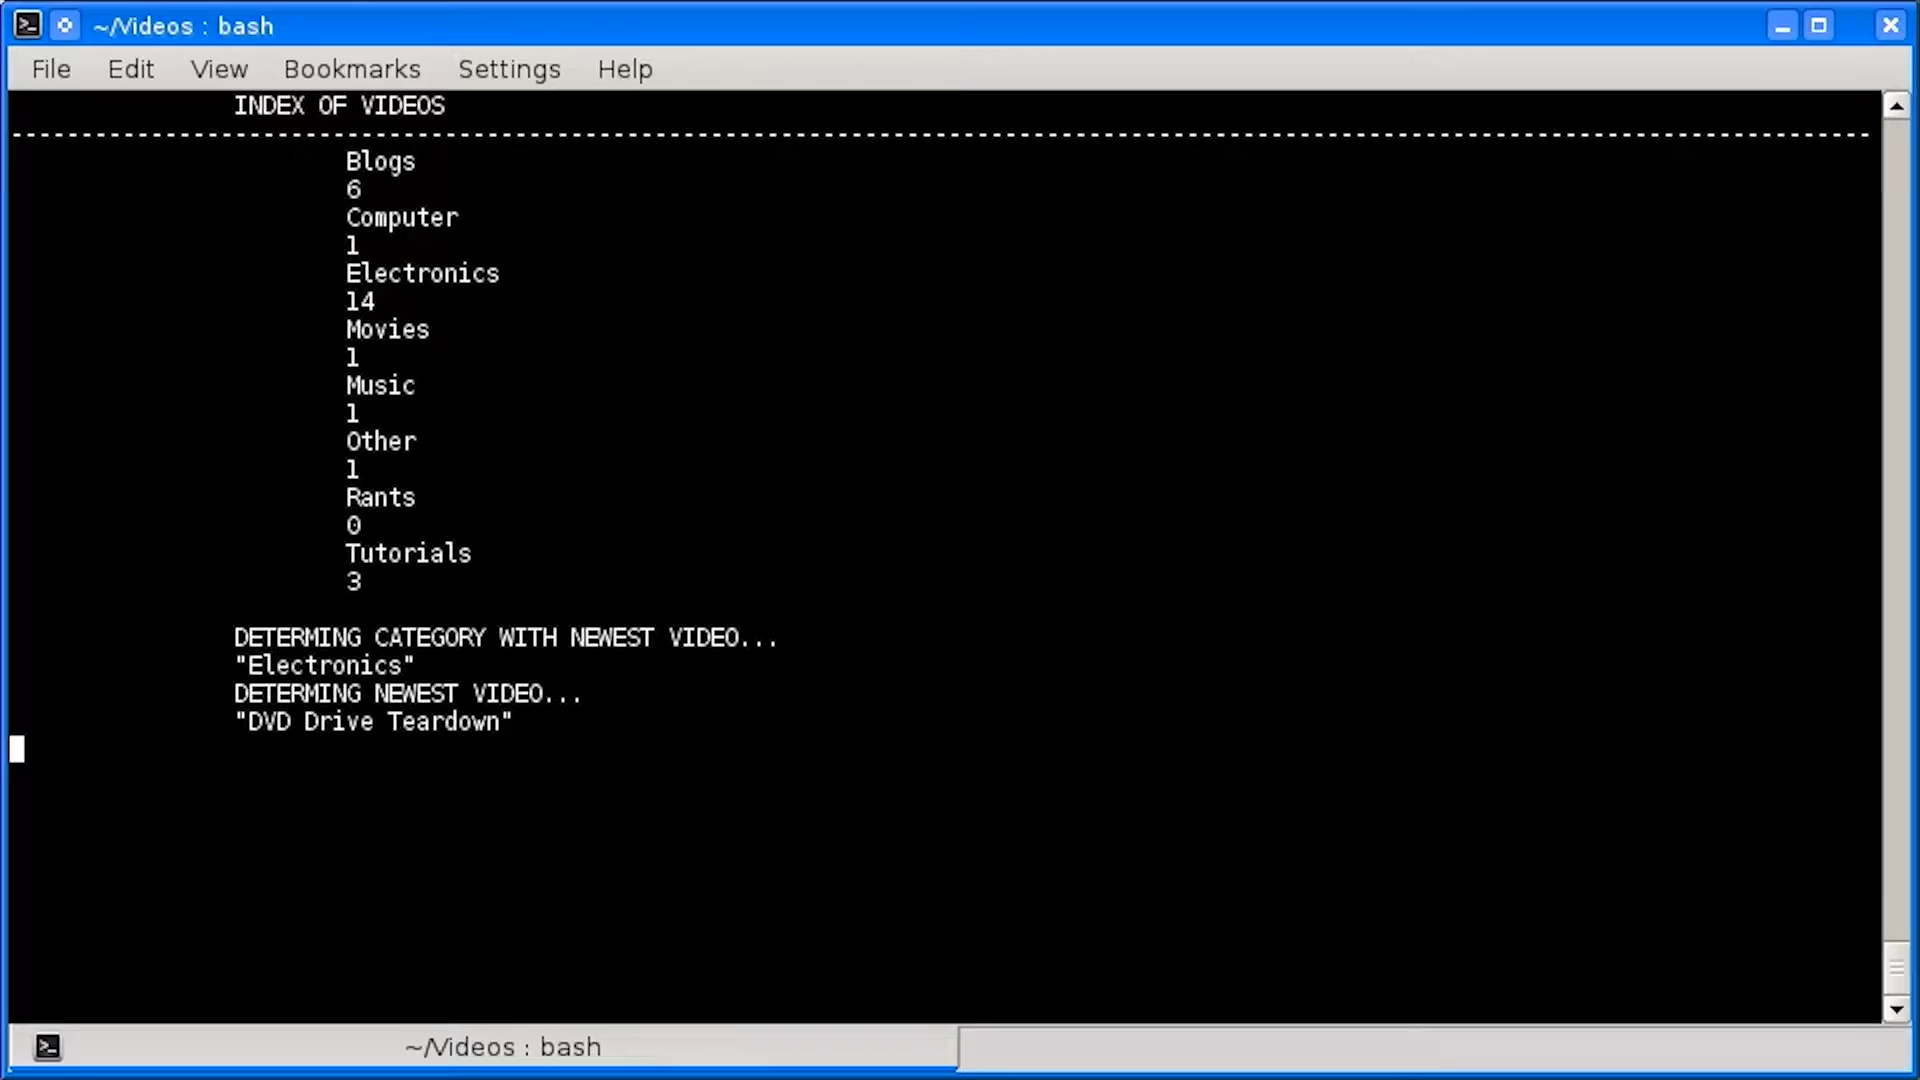 ~/Videos : bash
File Edit View Bookmarks Settings Help
INDEX OF VIDEOS
--------------------------------------------------------------------------------------------------------------------------------------
Blogs
6
Computer
1
Electronics
14
Movies
1
Music
1
Other
1
Rants
0
Tutorials
3
DETERMING CATEGORY WITH NEWEST VIDEO...
"Electronics"
DETERMING NEWEST VIDEO...
"DVD Drive Teardown"
~/Videos : bash